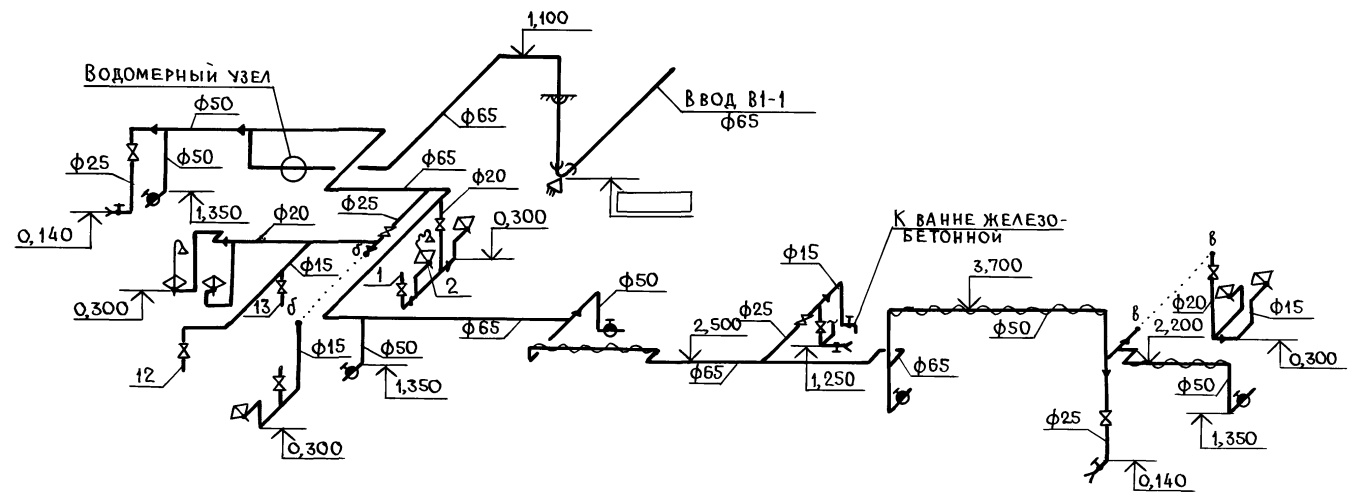 1,100
Водомерный узел
Ввод В1-1
ф65
ф50
ф65
ф25
ф50
ф65
ф20
1,350
0,140
ф25
0,300
ф20
К ванне железо-
бетонной
в
ф15
б
1
2
ф15
3,700
13
б
ф50
ф20
ф15
0,300
ф65
ф25
2,500
ф50
в
2,200
0,300
12
ф15
ф50
1,350
ф65
1,250
ф65
ф50
1,350
0,300
ф25
0,140